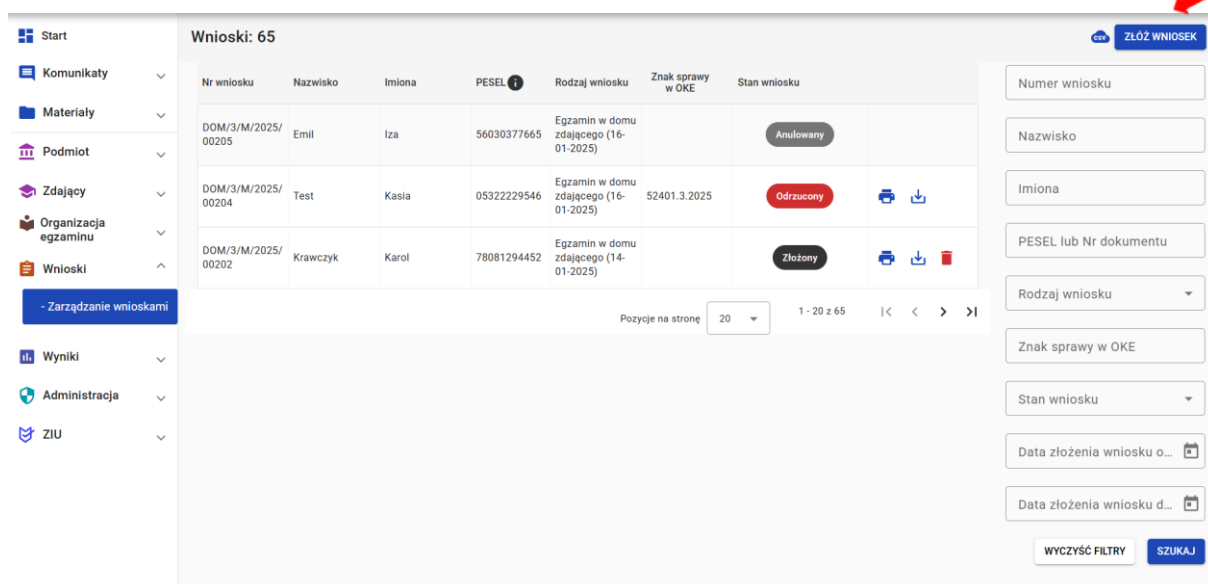 Start
Komunikaty
Materiały
Podmiot
Zdający
Organizacja
egzaminu
Wnioski
- Zarządzanie wnioskami
Wyniki
Administracja
ZIU
Wnioski: 65
csv
ZŁÓŻ WNIOSEK
Nr wniosku Nazwisko Imiona PESEL i Rodzaj wniosku Znak sprawy w OKE Stan wniosku
DOM/3/M/2025/
00205
Emil
Iza
56030377665
Egzamin w domu
zdającego (16-
01-2025)
Anulowany
DOM/3/M/2025/
00204
Test
Kasia
05322229546
Egzamin w domu
zdającego (16-
01-2025)
52401.3.2025
Odrzucony
DOM/3/M/2025/
00202
Krawczyk
Karol
78081294452
Egzamin w domu
zdającego (14-
01-2025)
Złożony
Pozycje na stronę 20 1 - 20 z 65
Numer wniosku
Nazwisko
Imiona
PESEL lub Nr dokumentu
Rodzaj wniosku
Znak sprawy w OKE
Stan wniosku
Data złożenia wniosku o...
Data złożenia wniosku d...
WYCZYŚĆ FILTRY
SZUKAJ